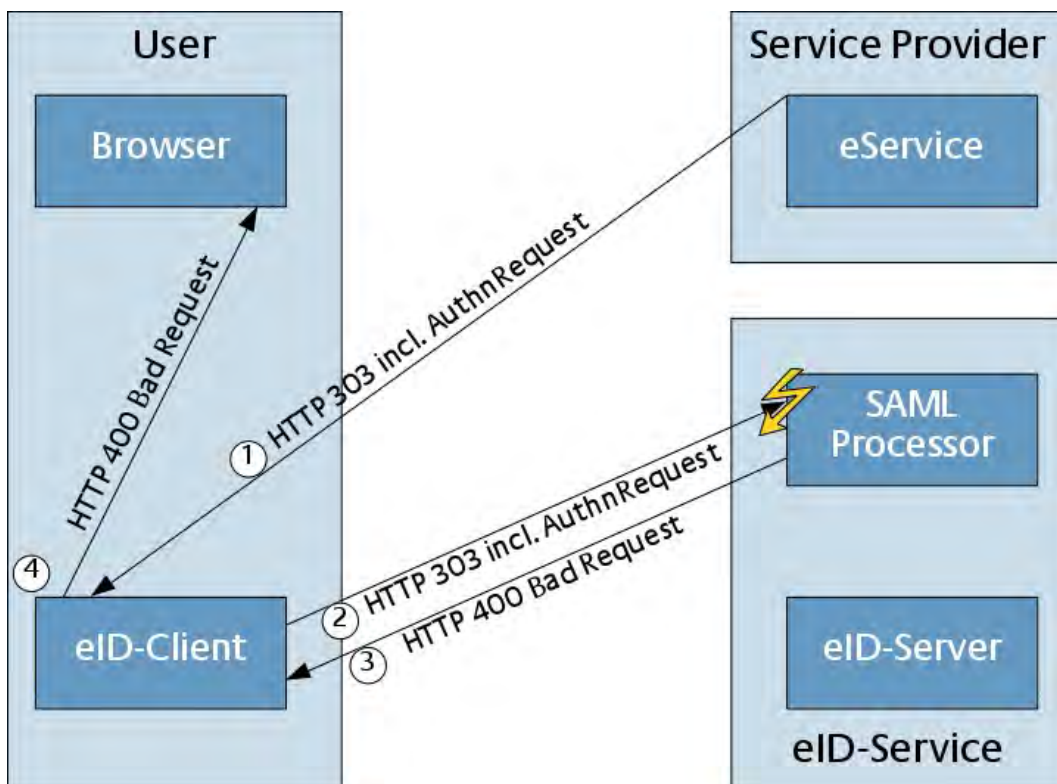 User
Service Provider
Browser
eService
HTTP 400 Bad Request
1
HTTP 303 incl. AuthnRequest
SAML
Processor
4
2
HTTP 303 incl. AuthnRequest
3
HTTP 400 Bad Request
eID-Client
eID-Server
eID-Service